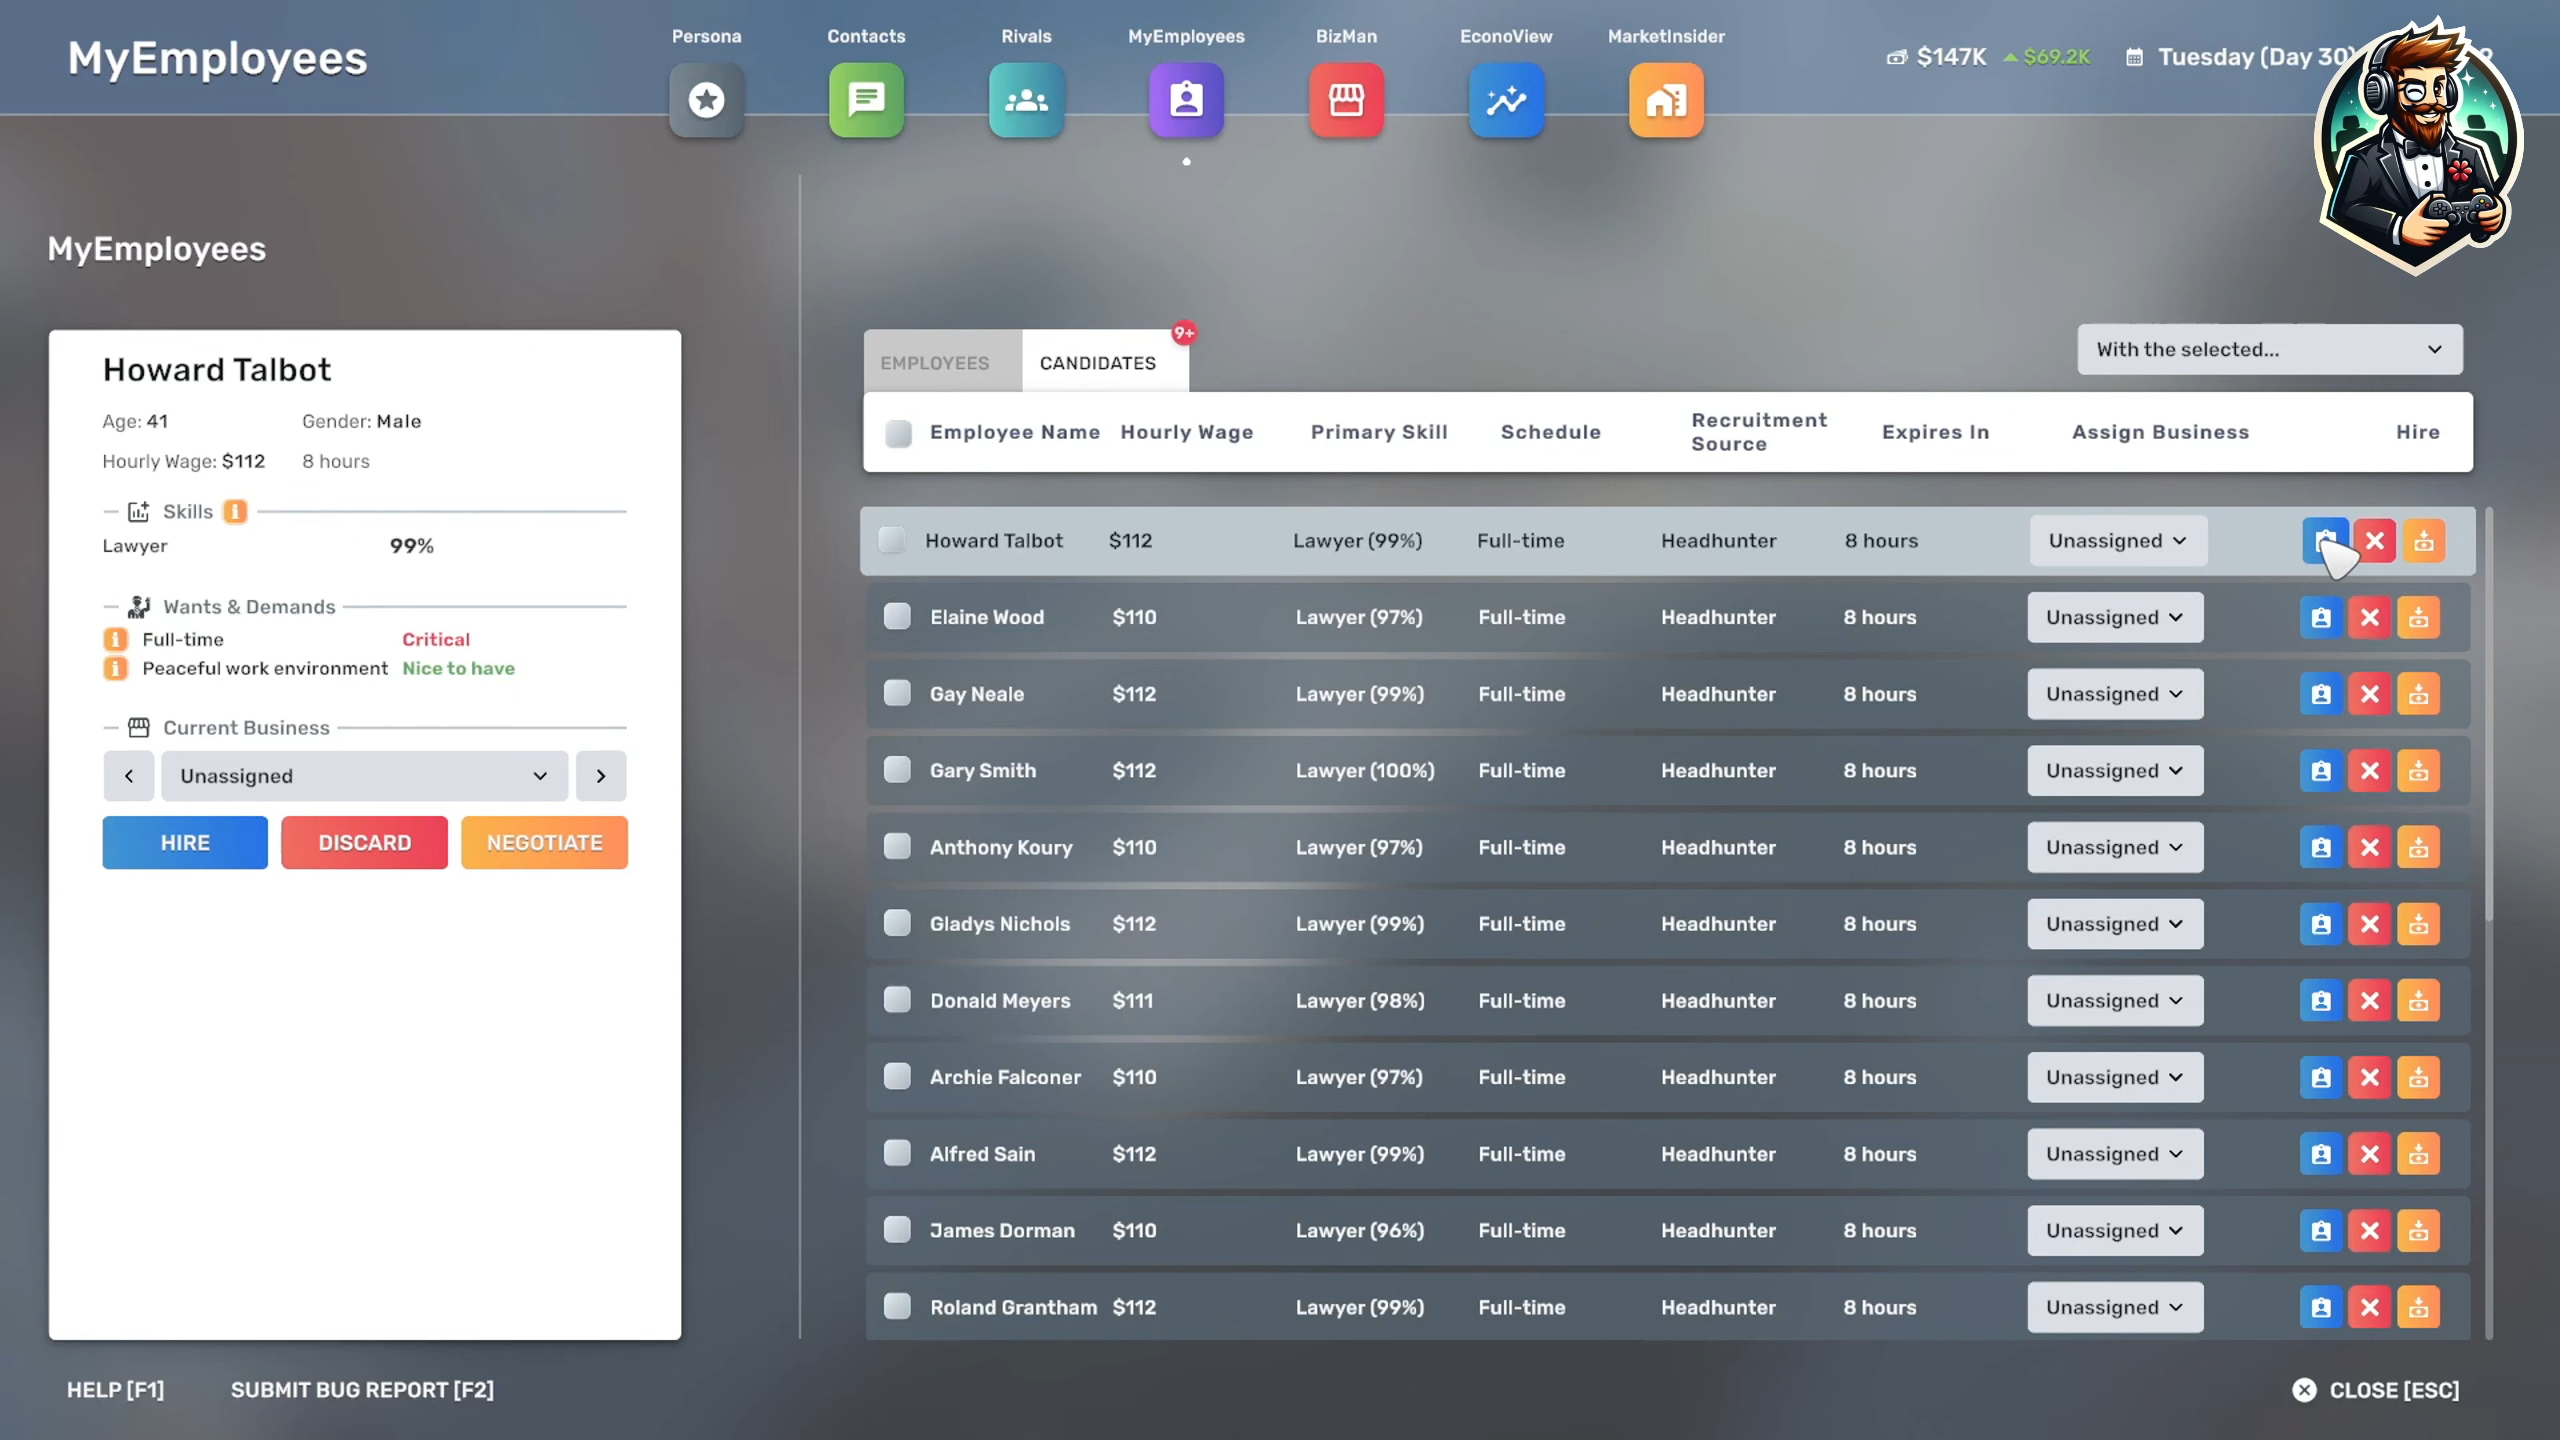 MyEmployees
Persona
Contacts
Rivals
MyEmployees
BizMan
EconoView
MarketInsider
$147K $69.2K Tuesday (Day 30)
MyEmployees
Howard Talbot
Age: 41 Gender: Male
Hourly Wage: $112 8 hours
Skills
Lawyer 99%
Wants & Demands
Full-time Critical
Peaceful work environment Nice to have
Current Business
Unassigned
HIRE DISCARD NEGOTIATE
EMPLOYEES CANDIDATES 9+
With the selected...
Employee Name Hourly Wage Primary Skill Schedule Recruitment Source Expires In Assign Business Hire
Howard Talbot $112 Lawyer (99%) Full-time Headhunter 8 hours Unassigned
Elaine Wood $110 Lawyer (97%) Full-time Headhunter 8 hours Unassigned
Gay Neale $112 Lawyer (99%) Full-time Headhunter 8 hours Unassigned
Gary Smith $112 Lawyer (100%) Full-time Headhunter 8 hours Unassigned
Anthony Koury $110 Lawyer (97%) Full-time Headhunter 8 hours Unassigned
Gladys Nichols $112 Lawyer (99%) Full-time Headhunter 8 hours Unassigned
Donald Meyers $111 Lawyer (98%) Full-time Headhunter 8 hours Unassigned
Archie Falconer $110 Lawyer (97%) Full-time Headhunter 8 hours Unassigned
Alfred Sain $112 Lawyer (99%) Full-time Headhunter 8 hours Unassigned
James Dorman $110 Lawyer (96%) Full-time Headhunter 8 hours Unassigned
Roland Grantham $112 Lawyer (99%) Full-time Headhunter 8 hours Unassigned
HELP [F1] SUBMIT BUG REPORT [F2] CLOSE [ESC]